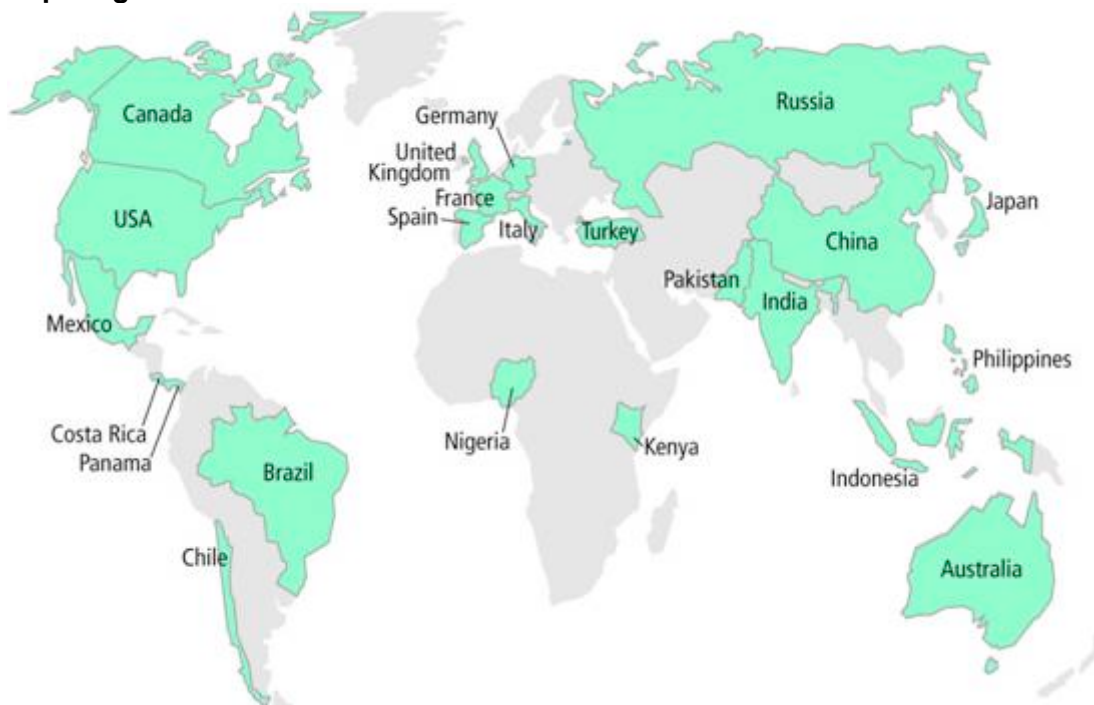 Canada
Russia
Germany
United
Kingdom
France
Japan
USA
Spain
Italy
Turkey
China
Pakistan
India
Mexico
Philippines
Costa Rica
Panama
Nigeria
Kenya
Brazil
Indonesia
Chile
Australia